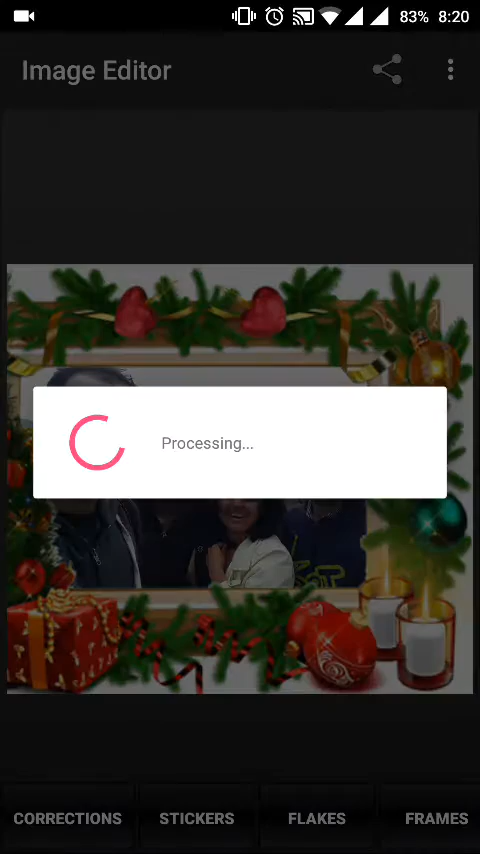 83% 8:20
Image Editor
Processing...
CORRECTIONS STICKERS FLAKES FRAMES